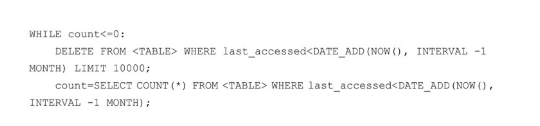 WHILE count<=0:
DELETE FROM <TABLE> WHERE last_accessed<DATE_ADD(NOW(), INTERVAL -1
MONTH) LIMIT 10000;
count=SELECT COUNT(*) FROM <TABLE> WHERE last_accessed<DATE_ADD(NOW(),
INTERVAL -1 MONTH);